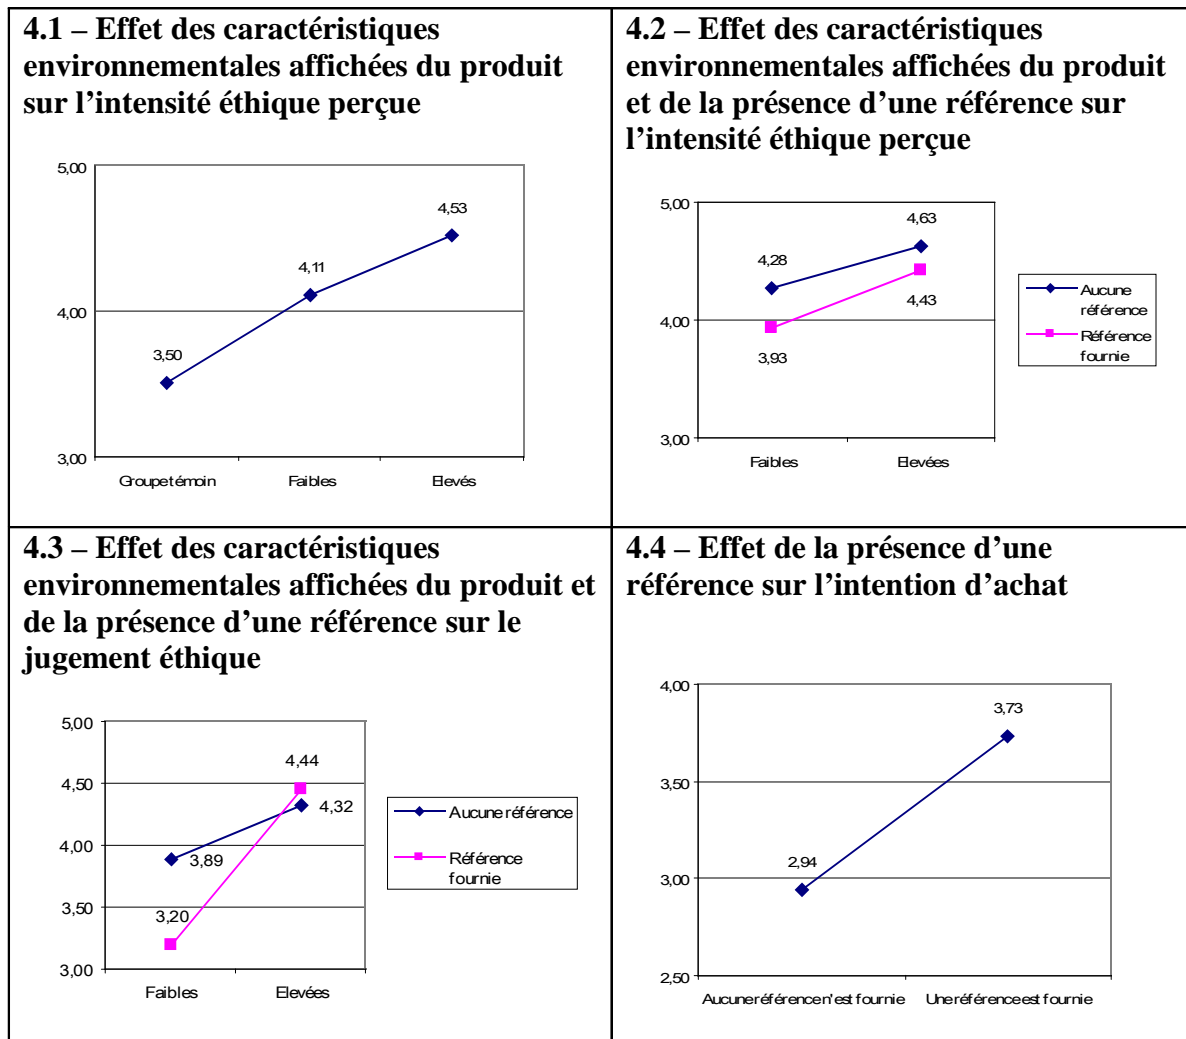 4.1 – Effet des caractéristiques
environnementales affichées du produit
sur l’intensité éthique perçue
5,00
4,00
3,00
3,50
4,11
4,53
Groupe témoin
Faibles
Elevés
4.2 – Effet des caractéristiques
environnementales affichées du produit
et de la présence d’une référence sur
l’intensité éthique perçue
5,00
4,00
3,00
4,28
4,63
3,93
4,43
Faibles
Elevées
Aucune
référence
Référence
fournie
4.3 – Effet des caractéristiques
environnementales affichées du produit et
de la présence d’une référence sur le
jugement éthique
5,00
4,50
4,00
3,50
3,00
4,44
4,32
3,89
3,20
Faibles
Elevées
Aucune référence
Référence
fournie
4.4 – Effet de la présence d’une
référence sur l’intention d’achat
4,00
3,50
3,00
2,50
2,94
3,73
Aucune référence n'est fournie
Une référence est fournie